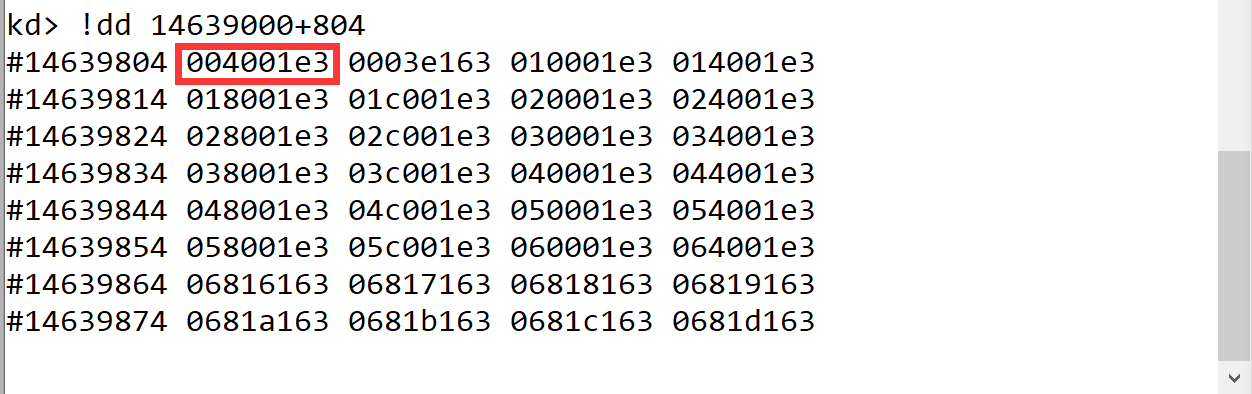 kd> !dd 14639000+804
#14639804 004001e3 0003e163 010001e3 014001e3
#14639814 018001e3 01c001e3 020001e3 024001e3
#14639824 028001e3 02c001e3 030001e3 034001e3
#14639834 038001e3 03c001e3 040001e3 044001e3
#14639844 048001e3 04c001e3 050001e3 054001e3
#14639854 058001e3 05c001e3 060001e3 064001e3
#14639864 06816163 06817163 06818163 06819163
#14639874 0681a163 0681b163 0681c163 0681d163